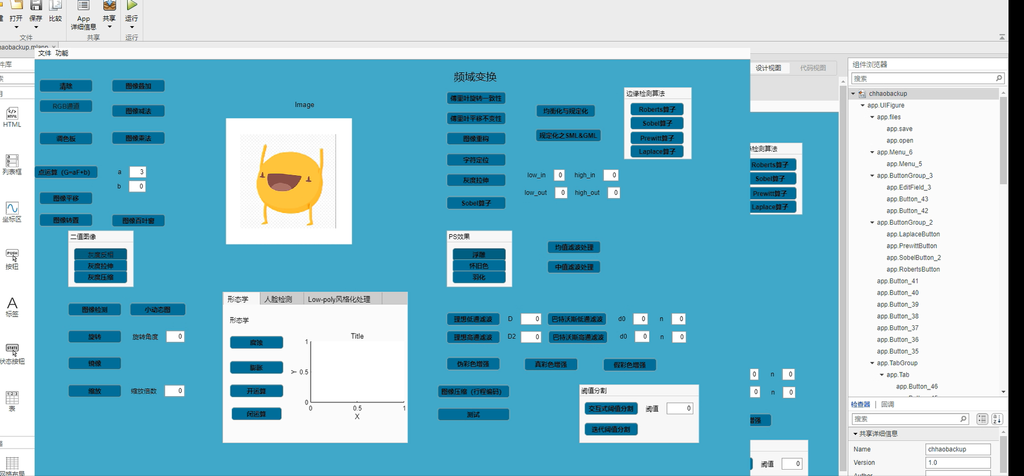 打开
保存
比较
App
详细信息
共享
运行
文件
共享
运行
文件 功能
HTML
列表框
坐标区
按钮
A
标签
状态按钮
表
网格布局
清除
图像叠加
图像减法
调色板
图像乘法
点运算（G=aF+b）
a 3
b 0
图像平移
图像转置
图像百叶窗
二值图像
灰度反相
灰度拉伸
灰度压缩
图像检测
小动态图
旋转
旋转角度 0
镜像
缩放
缩放倍数 0
Image
形态学
人脸检测
Low-poly风格化处理
形态学
腐蚀
膨胀
开运算
闭运算
Title
1
0.5
0
Y
0 0.5 1
X
频域变换
傅里叶旋转一致性
傅里叶平移不变性
图像重构
字符定位
灰度拉伸
Sobel算子
均衡化与规定化
规定化之SML&GML
边缘检测算法
Roberts算子
Sobel算子
Prewitt算子
Laplace算子
low_in 0 high_in 0
low_out 0 high_out 0
PS效果
浮雕
怀旧色
羽化
均值滤波处理
中值滤波处理
理想低通滤波 D 0 巴特沃斯低通滤波 d0 0 n 0
理想高通滤波 D2 0 巴特沃斯高通滤波 d0 0 n 0
伪彩色增强
真彩色增强
假彩色增强
图像压缩（行程编码）
测试
阈值分割
交互式阈值分割 阈值 0
迭代阈值分割
设计视图
代码视图
检测算法
Roberts算子
Sobel算子
Prewitt算子
Laplace算子
0 n 0
0 n 0
增强
阈值 0
组件浏览器
搜索
chhaobackup
app.UIFigure
app.files
app.save
app.open
app.Menu_6
app.Menu_5
app.ButtonGroup_3
app.EditField_3
app.Button_43
app.Button_42
app.ButtonGroup_2
app.LaplaceButton
app.PrewittButton
app.SobelButton_2
app.RobertsButton
app.Button_41
app.Button_40
app.Button_39
app.Button_38
app.Button_37
app.Button_36
app.Button_35
app.TabGroup
app.Tab
app.Button_46
检查器
回调
搜索
共享详细信息
Name chhaobackup
Version 1.0